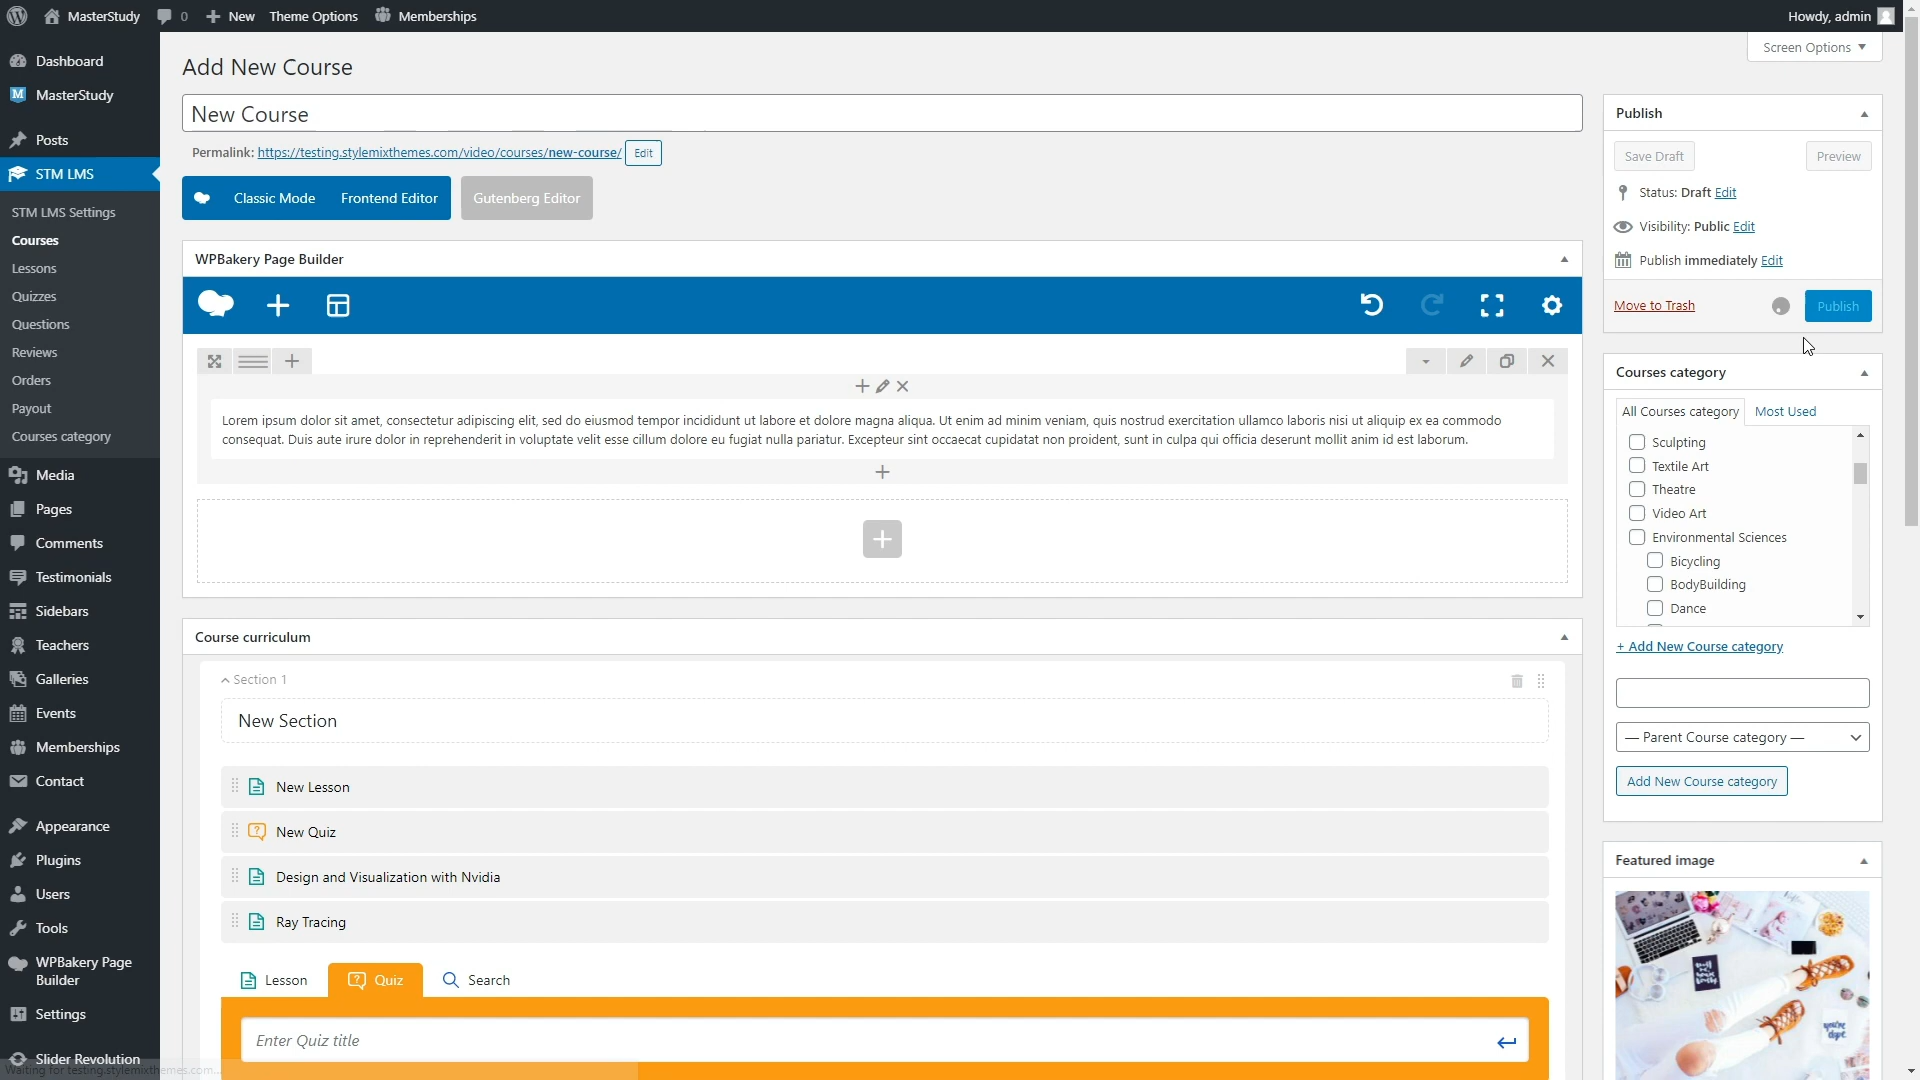 MasterStudy 0 New Theme Options Memberships Howdy, admin
Screen Options
Dashboard
MasterStudy
Posts
STM LMS
STM LMS Settings
Courses
Lessons
Quizzes
Questions
Reviews
Orders
Payout
Courses category
Media
Pages
Comments
Testimonials
Sidebars
Teachers
Galleries
Events
Memberships
Contact
Appearance
Plugins
Users
Tools
WPBakery Page
Builder
Settings
Slider Revolution
Waiting for testing.stylemixthemes.com...
Add New Course
New Course
Permalink: https://testing.stylemixthemes.com/video/courses/new-course/ Edit
Classic Mode Frontend Editor Gutenberg Editor
WPBakery Page Builder
Lorem ipsum dolor sit amet, consectetur adipiscing elit, sed do eiusmod tempor incididunt ut labore et dolore magna aliqua. Ut enim ad minim veniam, quis nostrud exercitation ullamco laboris nisi ut aliquip ex ea commodo
consequat. Duis aute irure dolor in reprehenderit in voluptate velit esse cillum dolore eu fugiat nulla pariatur. Excepteur sint occaecat cupidatat non proident, sunt in culpa qui officia deserunt mollit anim id est laborum.
Course curriculum
Section 1
New Section
New Lesson
New Quiz
Design and Visualization with Nvidia
Ray Tracing
Lesson Quiz Search
Enter Quiz title
Publish
Save Draft Preview
Status: Draft Edit
Visibility: Public Edit
Publish immediately Edit
Move to Trash Publish
Courses category
All Courses category Most Used
Sculpting
Textile Art
Theatre
Video Art
Environmental Sciences
Bicycling
BodyBuilding
Dance
+ Add New Course category
— Parent Course category —
Add New Course category
Featured image